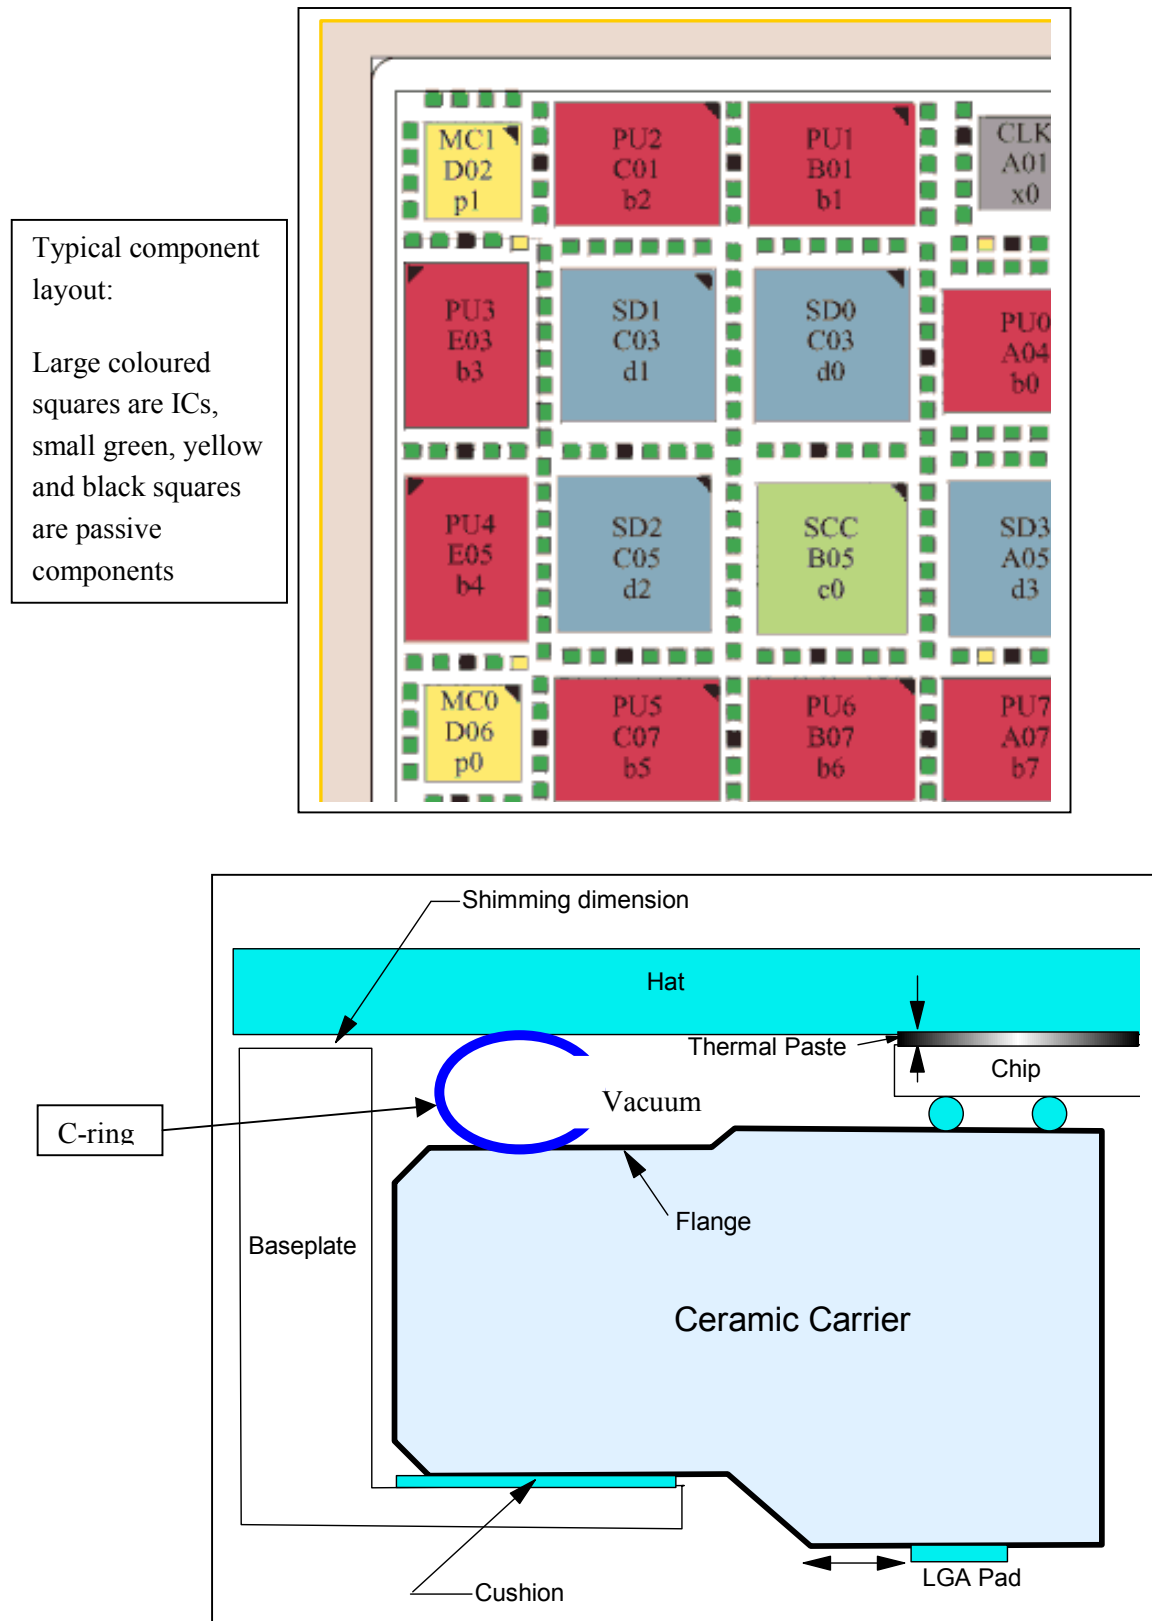 Typical component
layout:
Large coloured
squares are ICs,
small green, yellow
and black squares
are passive
components
MC1
D02
p1
PU2
C01
b2
PU1
B01
b1
CLK
A01
x0
PU3
E03
b3
SD1
C03
d1
SD0
C03
d0
PU0
A04
b0
PU4
E05
b4
SD2
C05
d2
SCC
B05
c0
SD3
A05
d3
MC0
D06
p0
PU5
C07
b5
PU6
B07
b6
PU7
A07
b7
Shimming dimension
Hat
Thermal Paste
Chip
Vacuum
C-ring
Flange
Baseplate
Ceramic Carrier
LGA Pad
Cushion